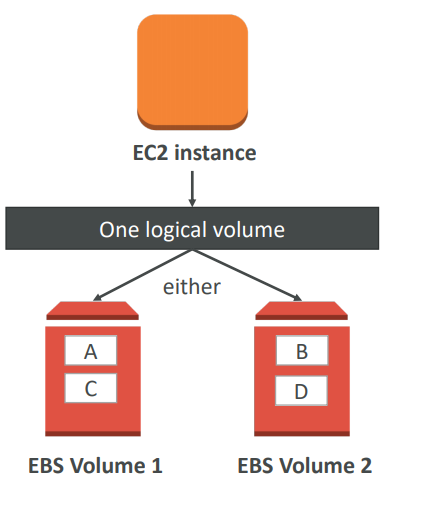 EC2 instance
One logical volume
either
A
C
B
D
EBS Volume 1
EBS Volume 2